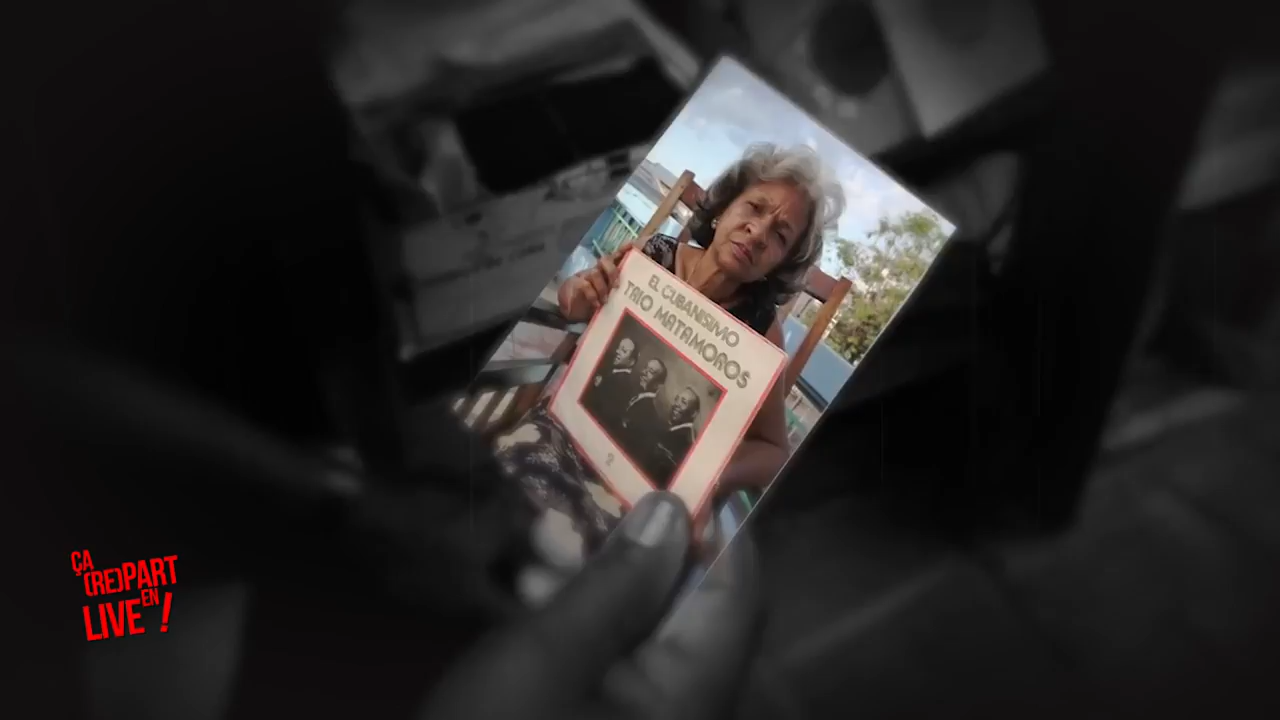 EL CUBANISIMO
TRIO MATAMOROS
2
ÇA
(RE)PART
EN
LIVE !